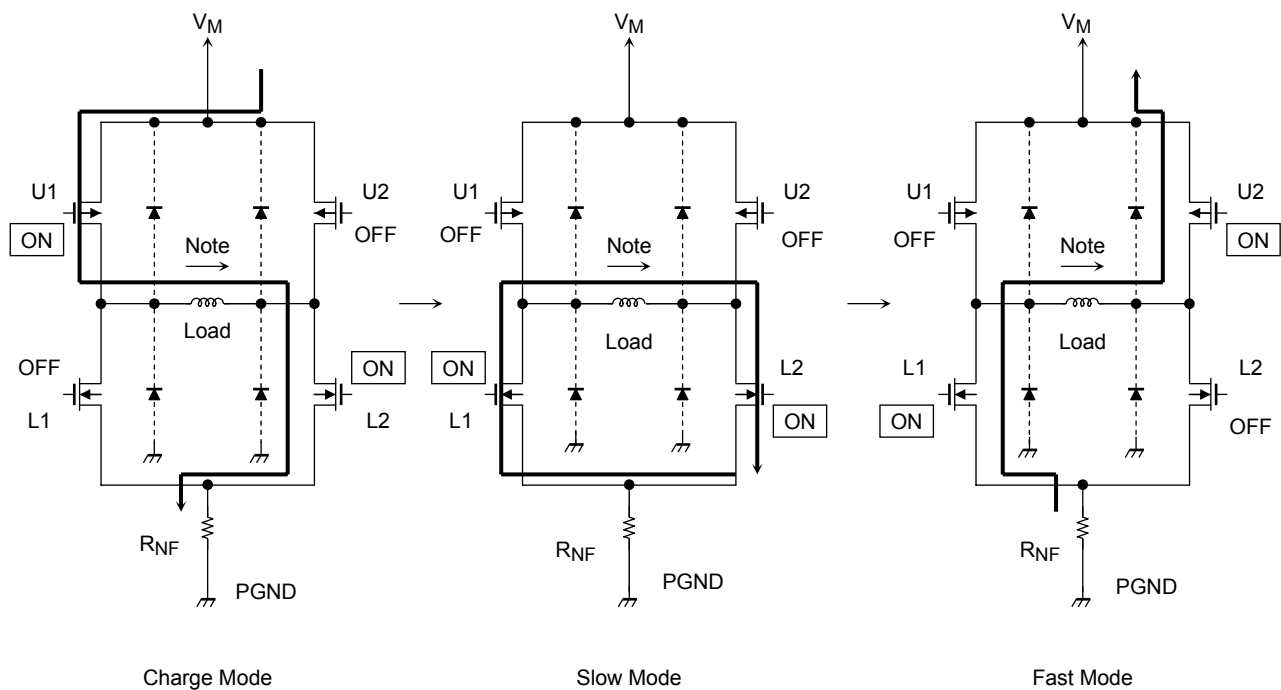 V_M
U1
ON
U2
OFF
Note
Load
OFF
L1
ON
L2
R_NF
PGND
Charge Mode
V_M
U1
OFF
U2
OFF
Note
Load
ON
L1
L2
ON
R_NF
PGND
Slow Mode
V_M
U1
OFF
U2
ON
Note
Load
L1
ON
L2
OFF
R_NF
PGND
Fast Mode